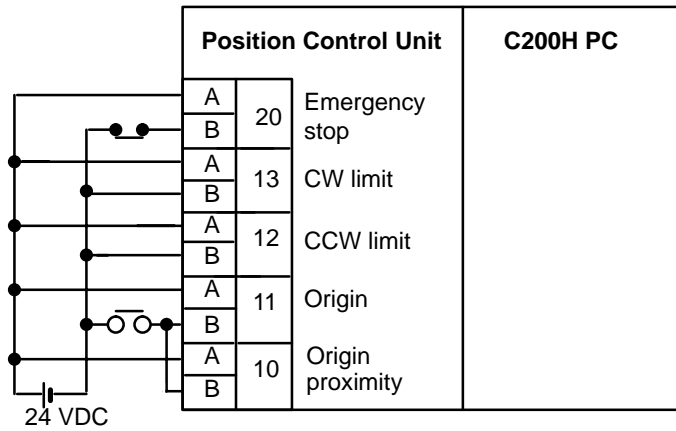 Position Control Unit C200H PC
A
20
Emergency
stop
B
A
13
CW limit
B
A
12
CCW limit
B
A
11
Origin
B
A
10
Origin
proximity
B
24 VDC